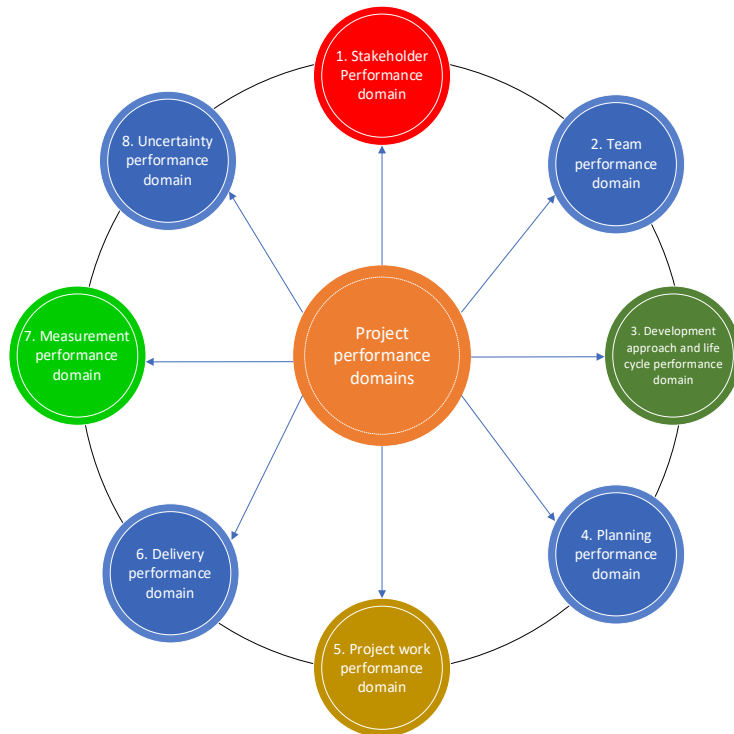 1. Stakeholder
Performance
domain
2. Team
performance
domain
3. Development
approach and life
cycle performance
domain
4. Planning
performance
domain
5. Project work
performance
domain
6. Delivery
performance
domain
7. Measurement
performance
domain
8. Uncertainty
performance
domain
Project
performance
domains